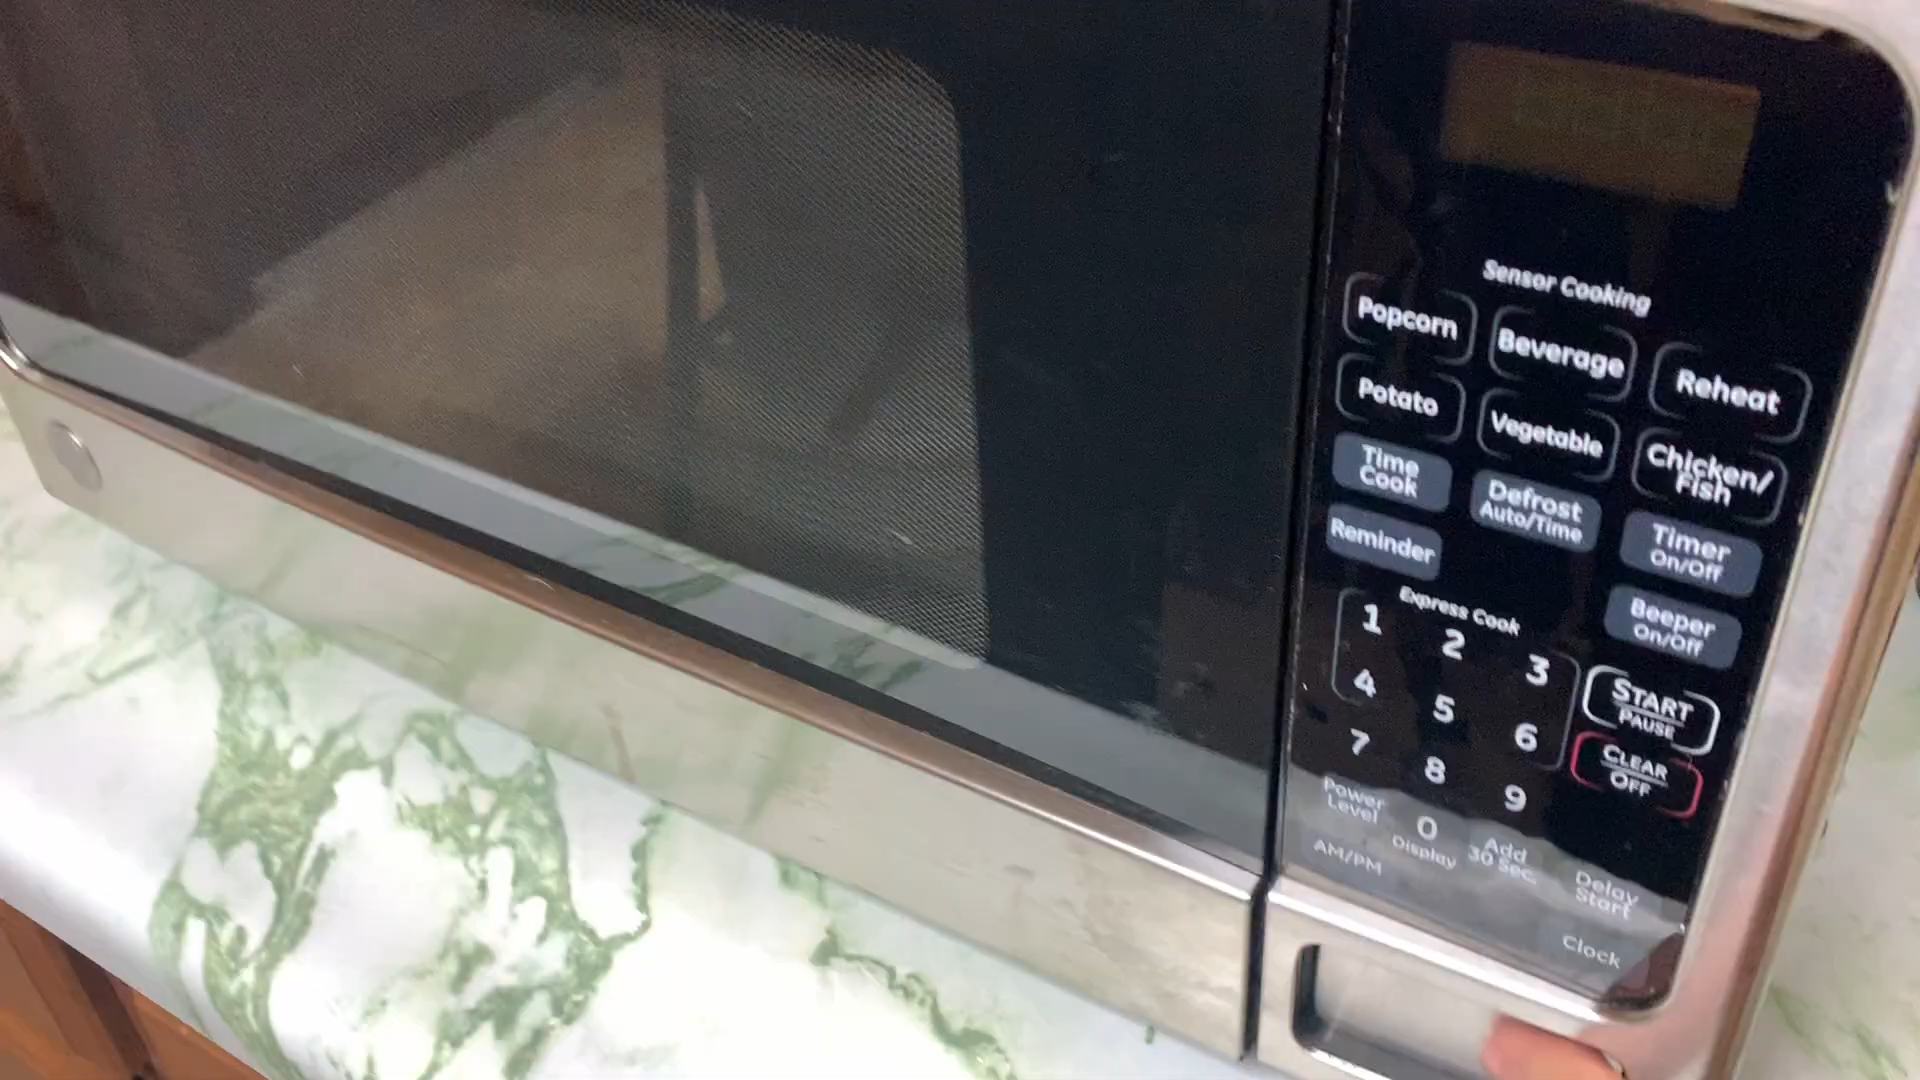 Sensor Cooking
Popcorn
Beverage
Reheat
Potato
Vegetable
Chicken/
Fish
Time
Cook
Defrost
Auto/Time
Timer
On/Off
Reminder
Beeper
On/Off
Express Cook
1
2
3
START
PAUSE
4
5
6
CLEAR
OFF
7
8
9
Power
Level
0
Display
Add
30 Sec.
Delay
Start
AM/PM
Clock